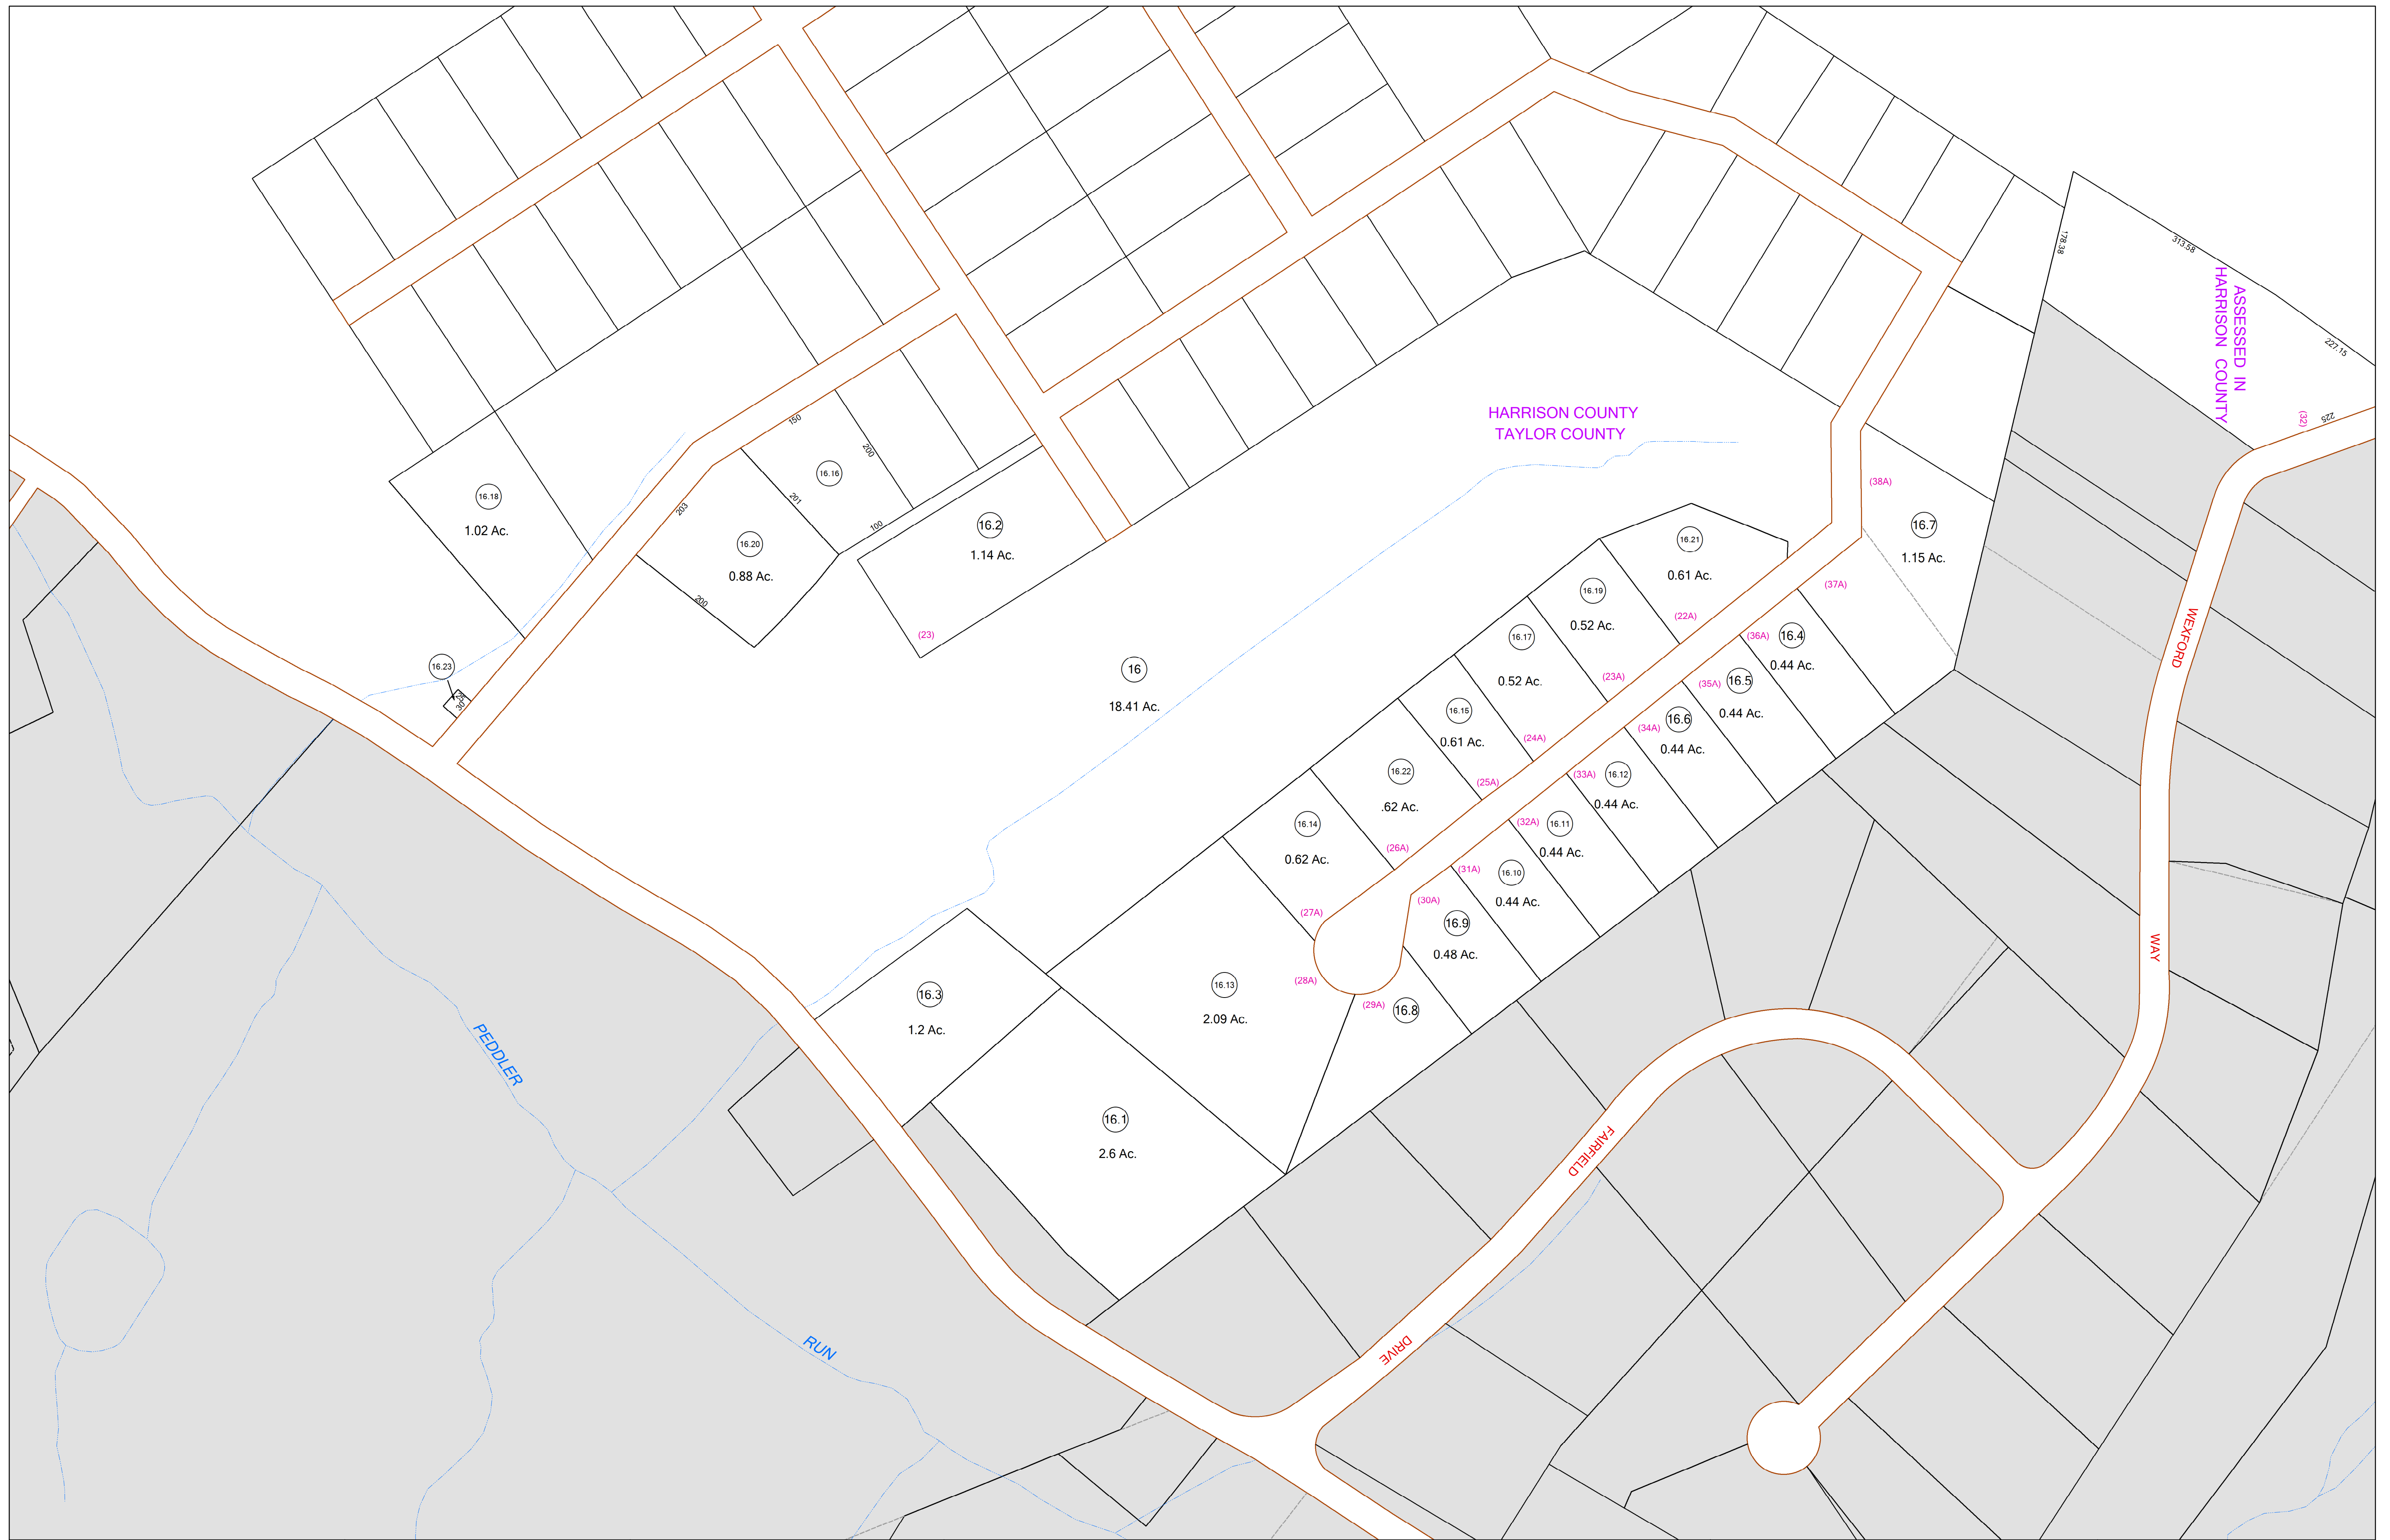 178.38
313.58
227.15
ASSESSED IN
HARRISON COUNTY
(32)
225
HARRISON COUNTY
TAYLOR COUNTY
150
200
16.16
201
203
100
16.18
1.02 Ac.
16.20
0.88 Ac.
200
16.2
1.14 Ac.
(23)
(38A)
16.7
1.15 Ac.
16.21
0.61 Ac.
(22A)
(37A)
16.19
0.52 Ac.
(23A)
16.17
0.52 Ac.
(24A)
(36A)
16.4
0.44 Ac.
(35A)
16.5
0.44 Ac.
WEXFORD
16.23
25
30
16
18.41 Ac.
16.15
0.61 Ac.
(25A)
(34A)
16.6
0.44 Ac.
16.22
.62 Ac.
(26A)
(33A)
16.12
0.44 Ac.
16.14
0.62 Ac.
(27A)
(32A)
16.11
0.44 Ac.
(31A)
16.10
0.44 Ac.
(30A)
16.9
0.48 Ac.
WAY
16.3
1.2 Ac.
16.13
2.09 Ac.
(28A)
(29A)
16.8
PEDDLER
16.1
2.6 Ac.
FAIRFIELD
RUN
DRIVE